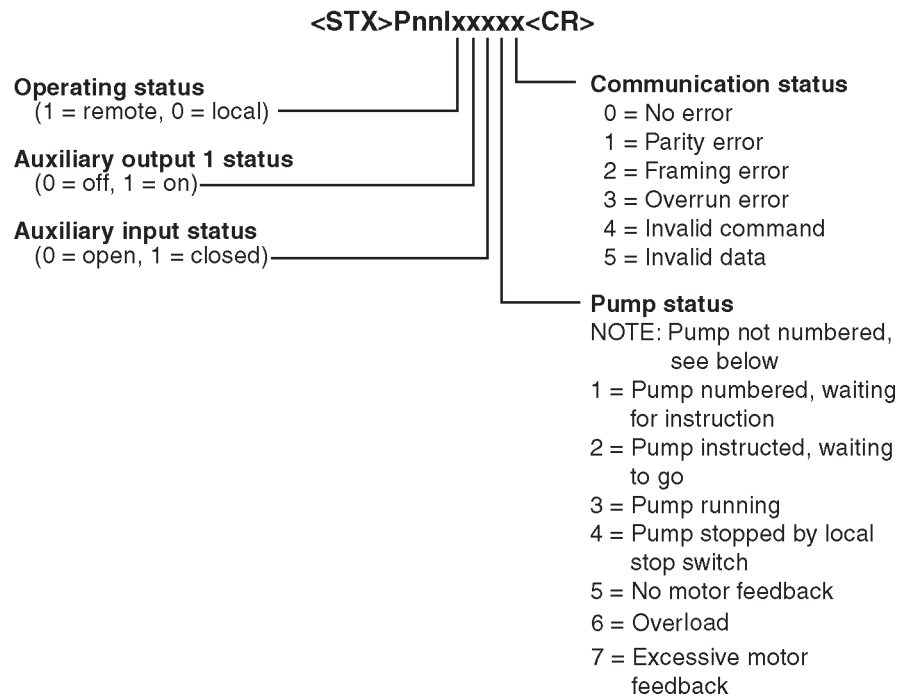 <STX>PnnIxxxxx<CR>
Operating status
(1 = remote, 0 = local)
Auxiliary output 1 status
(0 = off, 1 = on)
Auxiliary input status
(0 = open, 1 = closed)
Communication status
0 = No error
1 = Parity error
2 = Framing error
3 = Overrun error
4 = Invalid command
5 = Invalid data
Pump status
NOTE: Pump not numbered,
see below
1 = Pump numbered, waiting
for instruction
2 = Pump instructed, waiting
to go
3 = Pump running
4 = Pump stopped by local
stop switch
5 = No motor feedback
6 = Overload
7 = Excessive motor
feedback